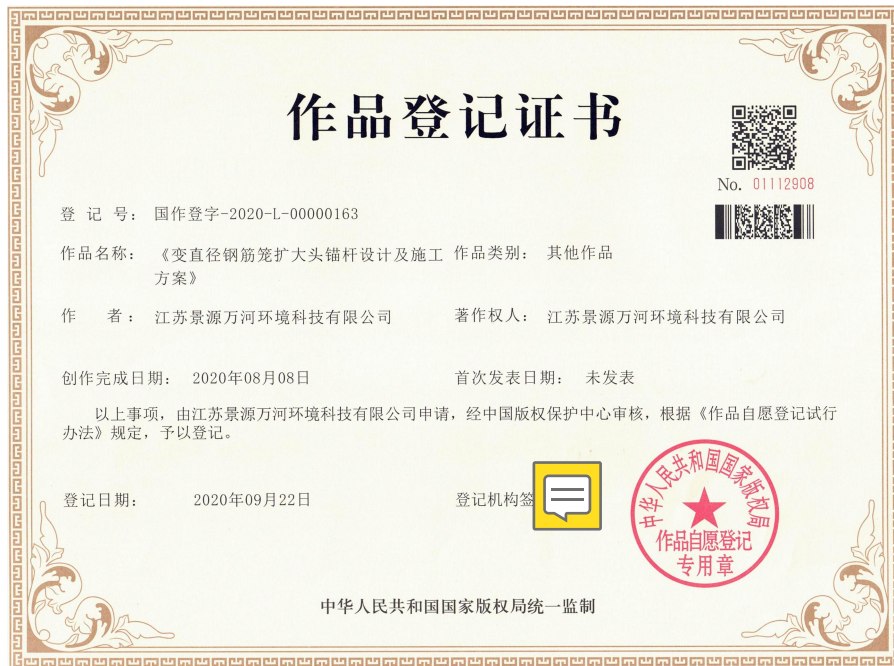 作品登记证书
No. 01112908
登 记 号： 国作登字-2020-L-00000163
作品名称： 《变直径钢筋笼扩大头锚杆设计及施工 作品类别： 其他作品
方案》
作 者： 江苏景源万河环境科技有限公司 著作权人： 江苏景源万河环境科技有限公司
创作完成日期： 2020年08月08日 首次发表日期： 未发表
以上事项，由江苏景源万河环境科技有限公司申请，经中国版权保护中心审核，根据《作品自愿登记试行
办法》规定，予以登记。
登记日期： 2020年09月22日 登记机构签
中华人民共和国国家版权局
作品自愿登记
专用章
中华人民共和国国家版权局统一监制